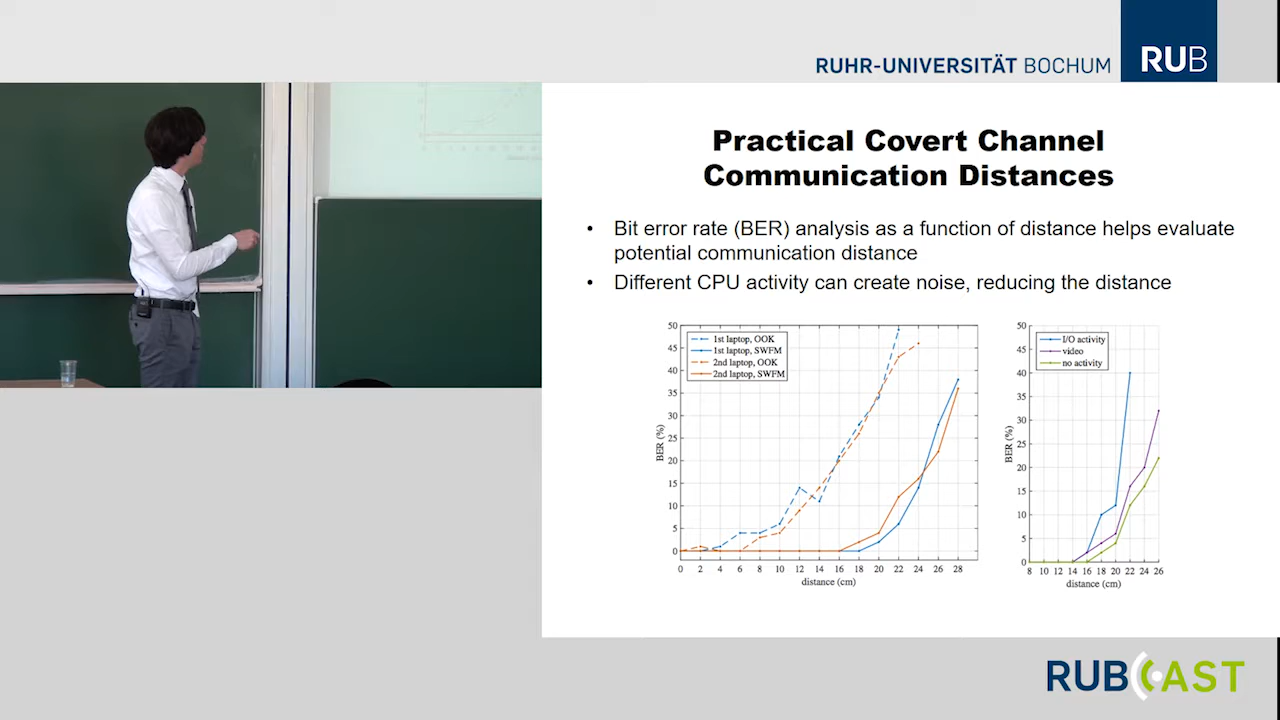 RUHR-UNIVERSITÄT BOCHUM
RUB
Practical Covert Channel
Communication Distances
• Bit error rate (BER) analysis as a function of distance helps evaluate
potential communication distance
• Different CPU activity can create noise, reducing the distance
50
45
40
35
30
25
20
15
10
5
0
BER (%)
1st laptop, OOK
1st laptop, SWFM
2nd laptop, OOK
2nd laptop, SWFM
0 2 4 6 8 10 12 14 16 18 20 22 24 26 28
distance (cm)
50
45
40
35
30
25
20
15
10
5
0
BER (%)
I/O activity
video
no activity
8 10 12 14 16 18 20 22 24 26
distance (cm)
RUBCAST